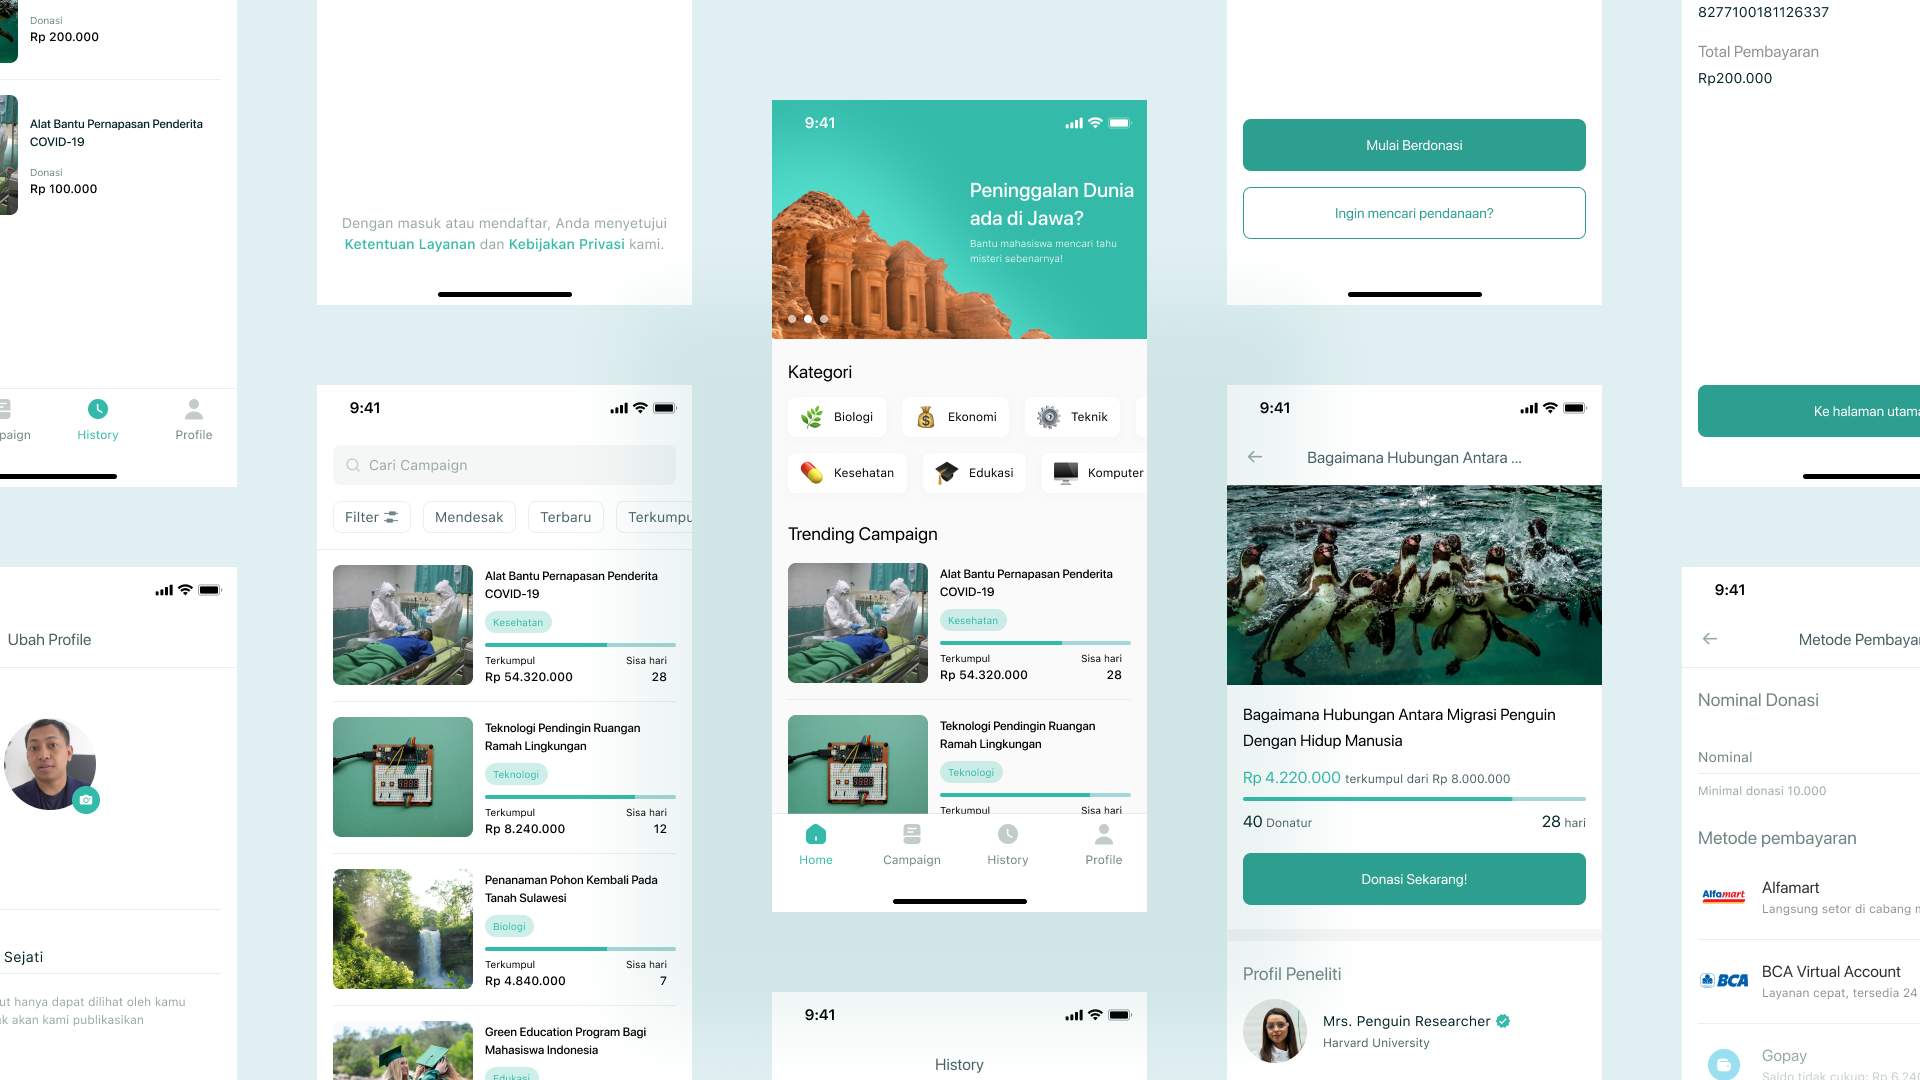 Donasi
Rp 200.000
Alat Bantu Pernapasan Penderita
COVID-19
Donasi
Rp 100.000
paign
History
Profile
Ubah Profile
Sejati
ut hanya dapat dilihat oleh kamu
ak akan kami publikasikan
Dengan masuk atau mendaftar, Anda menyetujui
Ketentuan Layanan dan Kebijakan Privasi kami.
9:41
Cari Campaign
Filter
Mendesak
Terbaru
Terkumpu
Alat Bantu Pernapasan Penderita
COVID-19
Kesehatan
Terkumpul
Sisa hari
Rp 54.320.000
28
Teknologi Pendingin Ruangan
Ramah Lingkungan
Teknologi
Terkumpul
Sisa hari
Rp 8.240.000
12
Penanaman Pohon Kembali Pada
Tanah Sulawesi
Biologi
Terkumpul
Sisa hari
Rp 4.840.000
7
Green Education Program Bagi
Mahasiswa Indonesia
Edukasi
9:41
Peninggalan Dunia
ada di Jawa?
Bantu mahasiswa mencari tahu
misteri sebenarnya!
Kategori
Biologi
Ekonomi
Teknik
Kesehatan
Edukasi
Komputer
Trending Campaign
Alat Bantu Pernapasan Penderita
COVID-19
Kesehatan
Terkumpul
Sisa hari
Rp 54.320.000
28
Teknologi Pendingin Ruangan
Ramah Lingkungan
Teknologi
Terkumpul
Sisa hari
Home
Campaign
History
Profile
9:41
History
Mulai Berdonasi
Ingin mencari pendanaan?
9:41
Bagaimana Hubungan Antara ...
Bagaimana Hubungan Antara Migrasi Penguin
Dengan Hidup Manusia
Rp 4.220.000 terkumpul dari Rp 8.000.000
40 Donatur
28 hari
Donasi Sekarang!
Profil Peneliti
Mrs. Penguin Researcher
Harvard University
8277100181126337
Total Pembayaran
Rp200.000
Ke halaman utama
9:41
Metode Pembayar
Nominal Donasi
Nominal
Minimal donasi 10.000
Metode pembayaran
Alfamart
Alfamart
Langsung setor di cabang m
BCA
BCA Virtual Account
Layanan cepat, tersedia 24
Gopay
Saldo tidak cukup: Rp 6.240